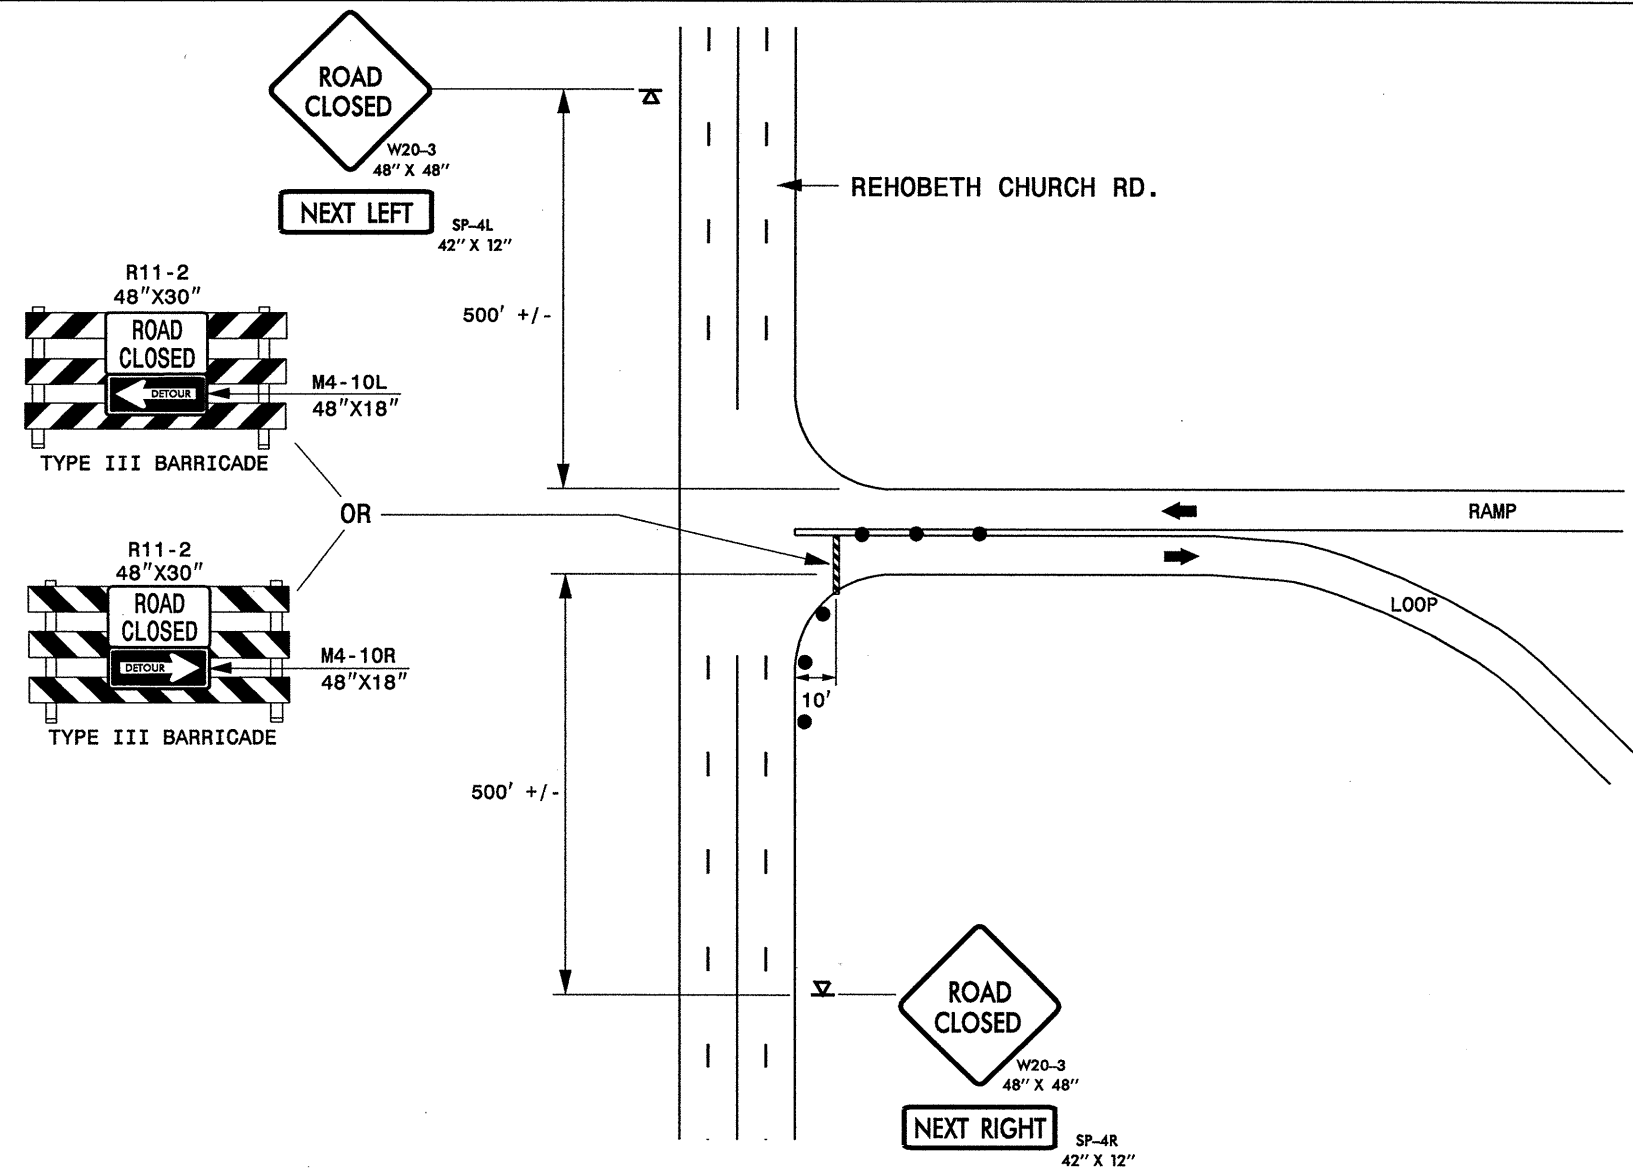 ROAD
CLOSED
W20-3
48" X 48"
NEXT LEFT
SP-4L
42" X 12"
REHOBETH CHURCH RD.
R11-2
48"X30"
ROAD
CLOSED
DETOUR
M4-10L
48"X18"
TYPE III BARRICADE
500' +/-
OR
RAMP
R11-2
48"X30"
ROAD
CLOSED
DETOUR
M4-10R
48"X18"
TYPE III BARRICADE
LOOP
10'
500' +/-
ROAD
CLOSED
W20-3
48" X 48"
NEXT RIGHT
SP-4R
42" X 12"